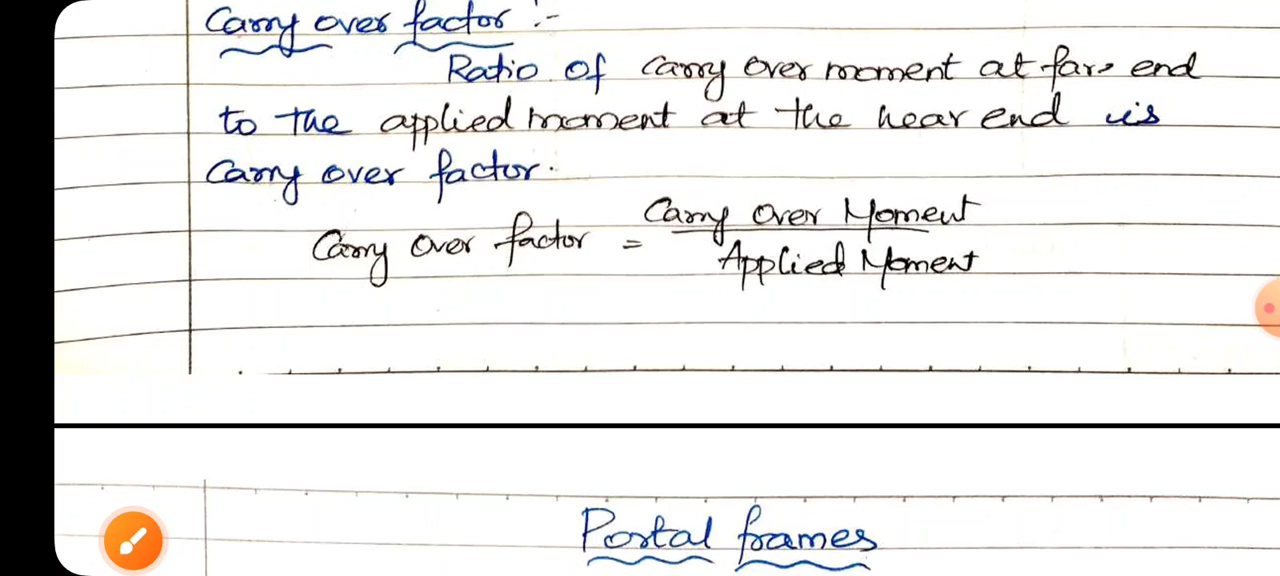 Carry over factor :-
Ratio of carry over moment at far end
to the applied moment at the near end is
Carry over factor.
Carry over factor = Carry Over Moment
Applied Moment
Portal frames